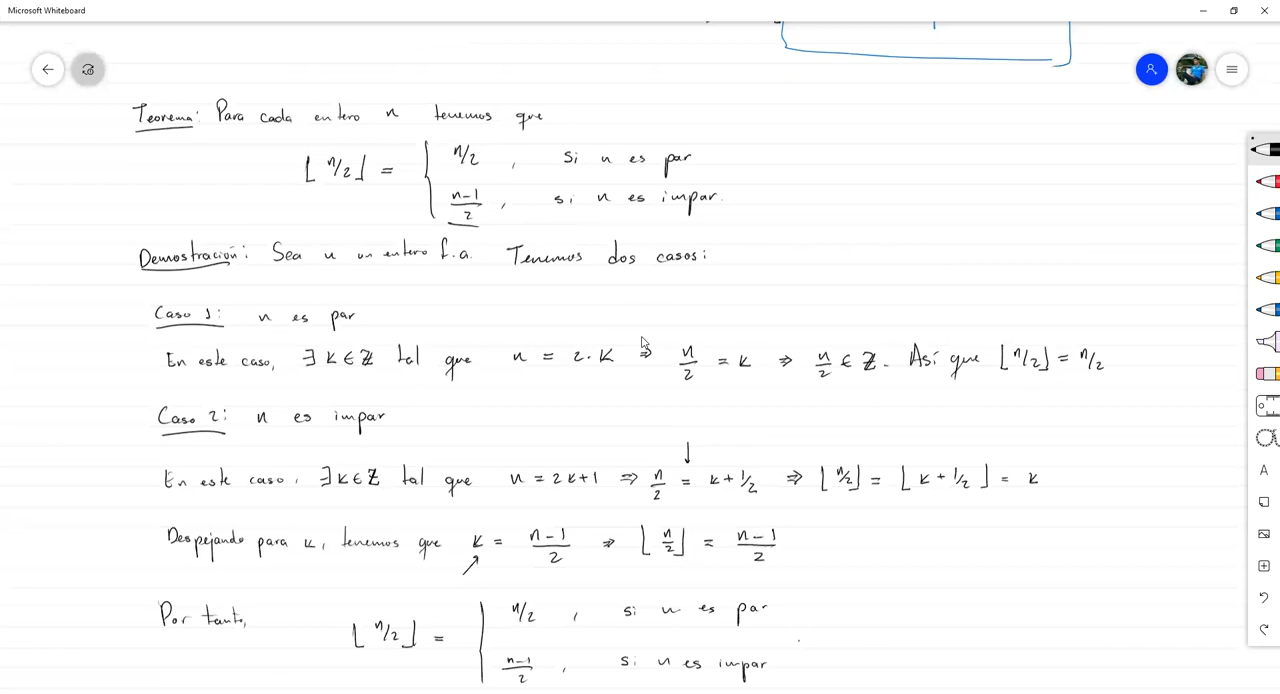 Microsoft Whiteboard
Teorema: Para cada entero n tenemos que
⌊n/2⌋ = { n/2 , si n es par
n-1/2 , si n es impar.
Demostración: Sea n un entero f.a. Tenemos dos casos:
Caso 1: n es par
En este caso, ∃ k ∈ ℤ tal que n = 2·k ⇒ n/2 = k ⇒ n/2 ∈ ℤ. Así que ⌊n/2⌋ = n/2
Caso 2: n es impar
En este caso, ∃ k ∈ ℤ tal que n = 2k+1 ⇒ n/2 = k + 1/2 ⇒ ⌊n/2⌋ = ⌊k + 1/2⌋ = k
Despejando para k, tenemos que k = n-1/2 ⇒ ⌊n/2⌋ = n-1/2
Por tanto, ⌊n/2⌋ = { n/2 , si n es par
n-1/2 , si n es impar
A